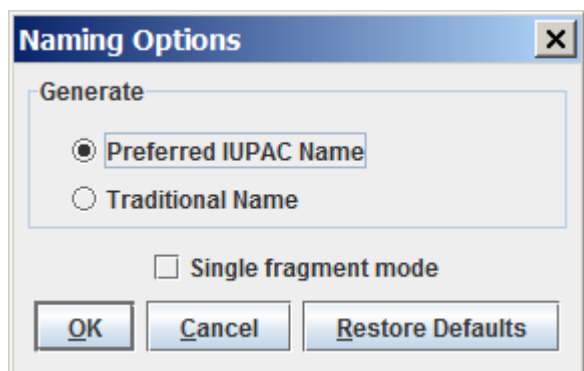 Naming Options
Generate
Preferred IUPAC Name
Traditional Name
Single fragment mode
OK Cancel Restore Defaults